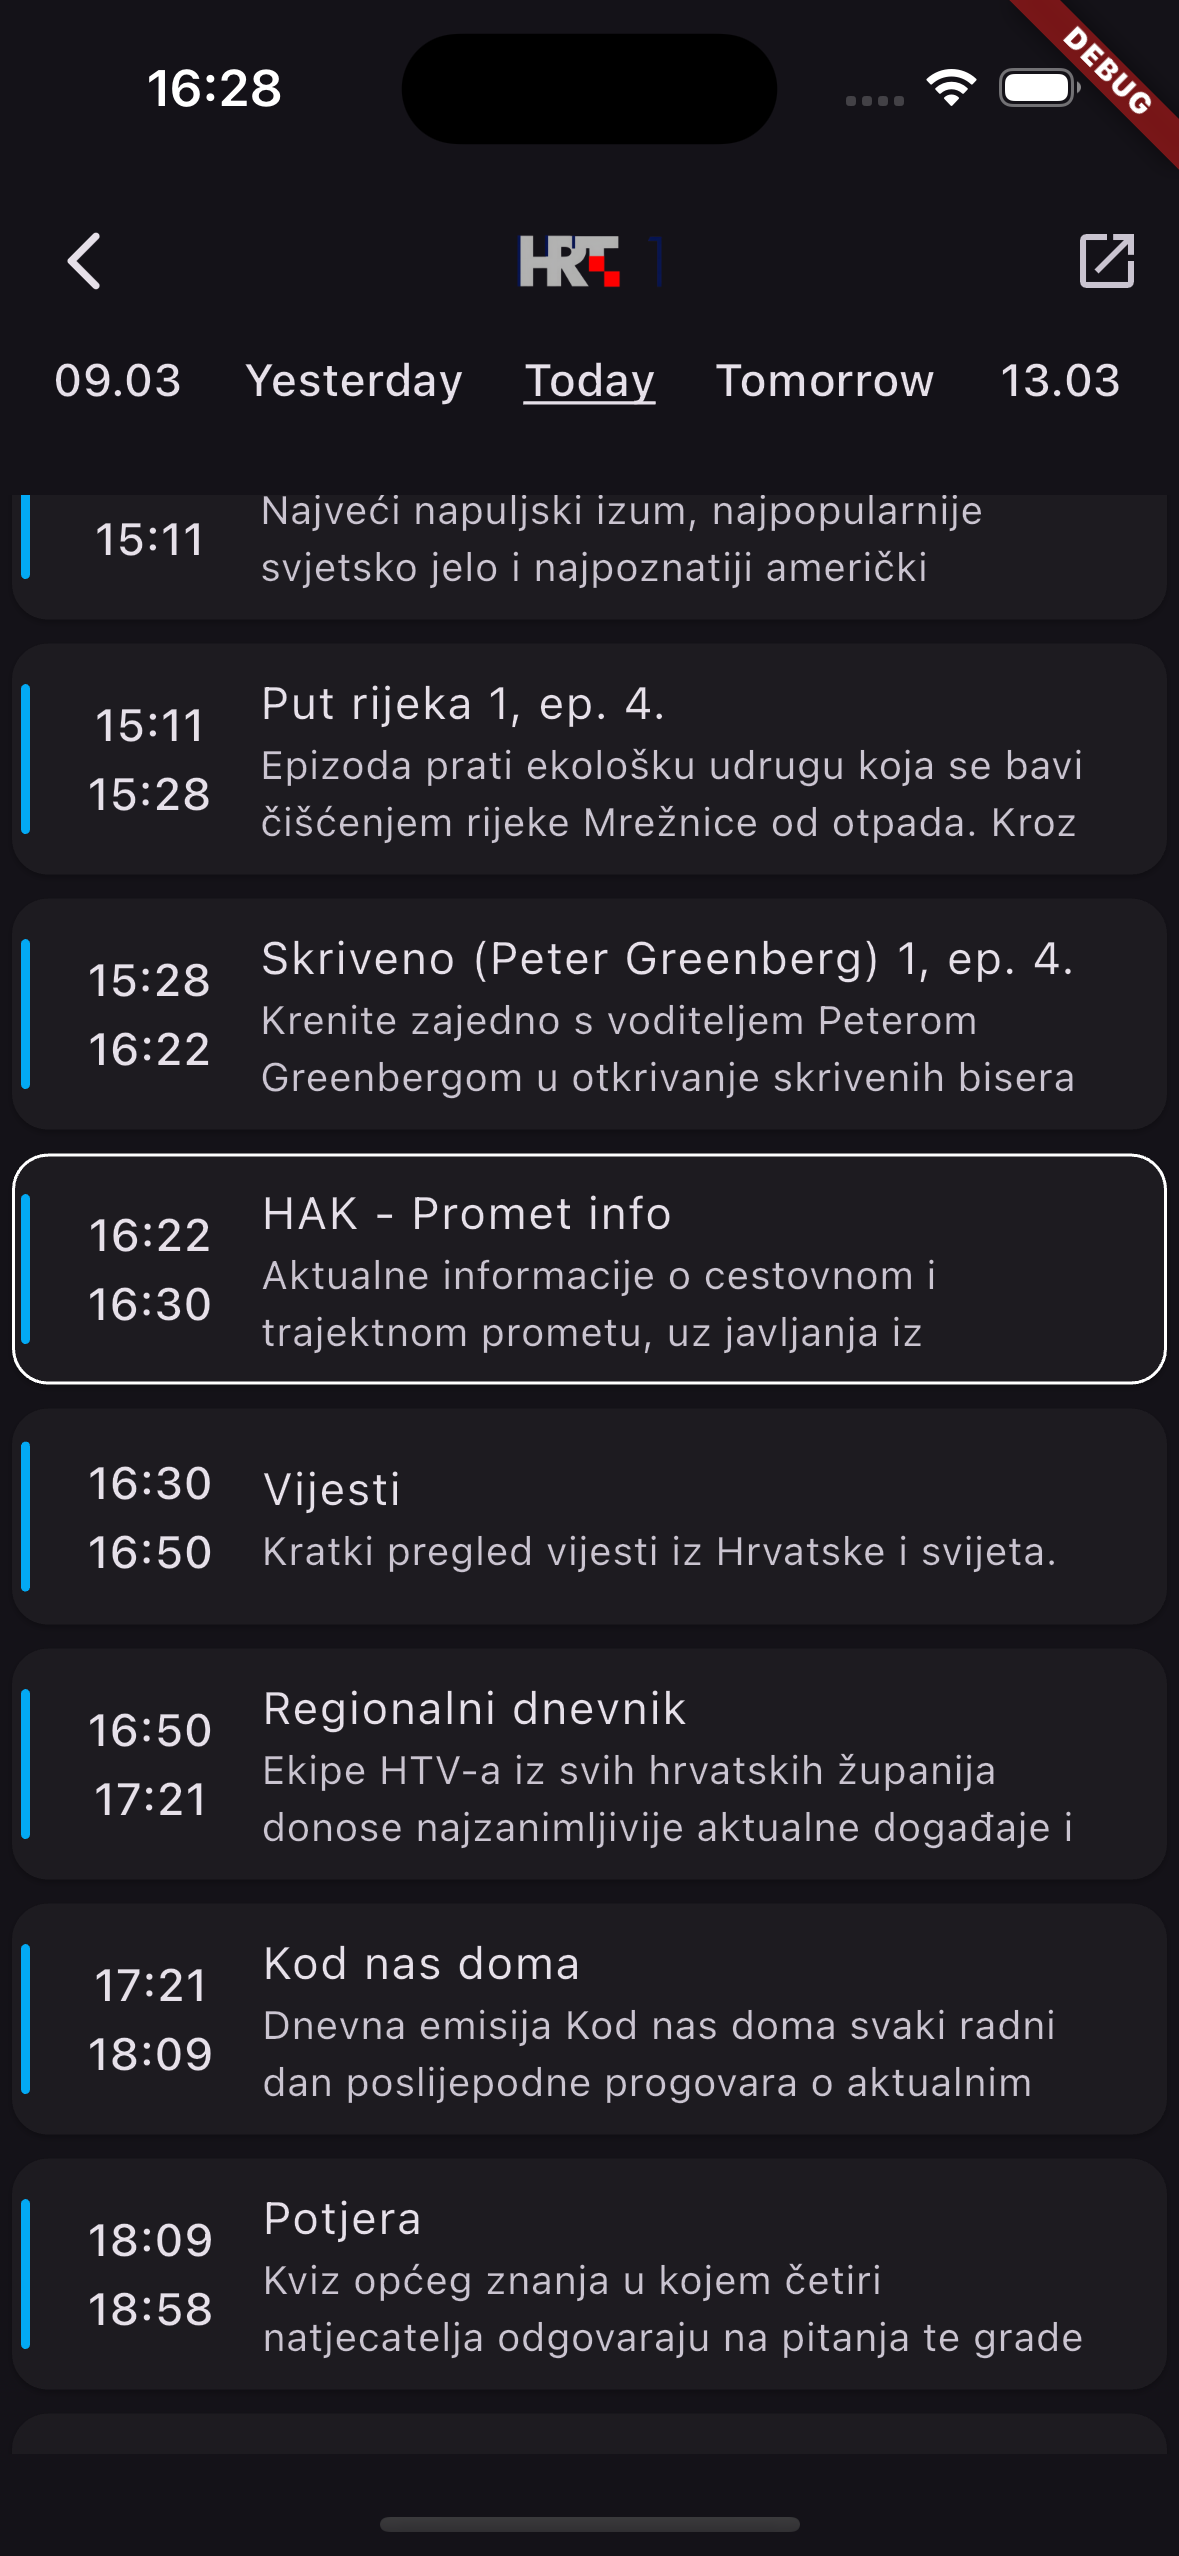 16:28
DEBUG
HRT 1
09.03 Yesterday Today Tomorrow 13.03
15:11
Najveći napuljski izum, najpopularnije
svjetsko jelo i najpoznatiji američki
15:11
15:28
Put rijeka 1, ep. 4.
Epizoda prati ekološku udrugu koja se bavi
čišćenjem rijeke Mrežnice od otpada. Kroz
15:28
16:22
Skriveno (Peter Greenberg) 1, ep. 4.
Krenite zajedno s voditeljem Peterom
Greenbergom u otkrivanje skrivenih bisera
16:22
16:30
HAK - Promet info
Aktualne informacije o cestovnom i
trajektnom prometu, uz javljanja iz
16:30
16:50
Vijesti
Kratki pregled vijesti iz Hrvatske i svijeta.
16:50
17:21
Regionalni dnevnik
Ekipe HTV-a iz svih hrvatskih županija
donose najzanimljivije aktualne događaje i
17:21
18:09
Kod nas doma
Dnevna emisija Kod nas doma svaki radni
dan poslijepodne progovara o aktualnim
18:09
18:58
Potjera
Kviz općeg znanja u kojem četiri
natjecatelja odgovaraju na pitanja te grade